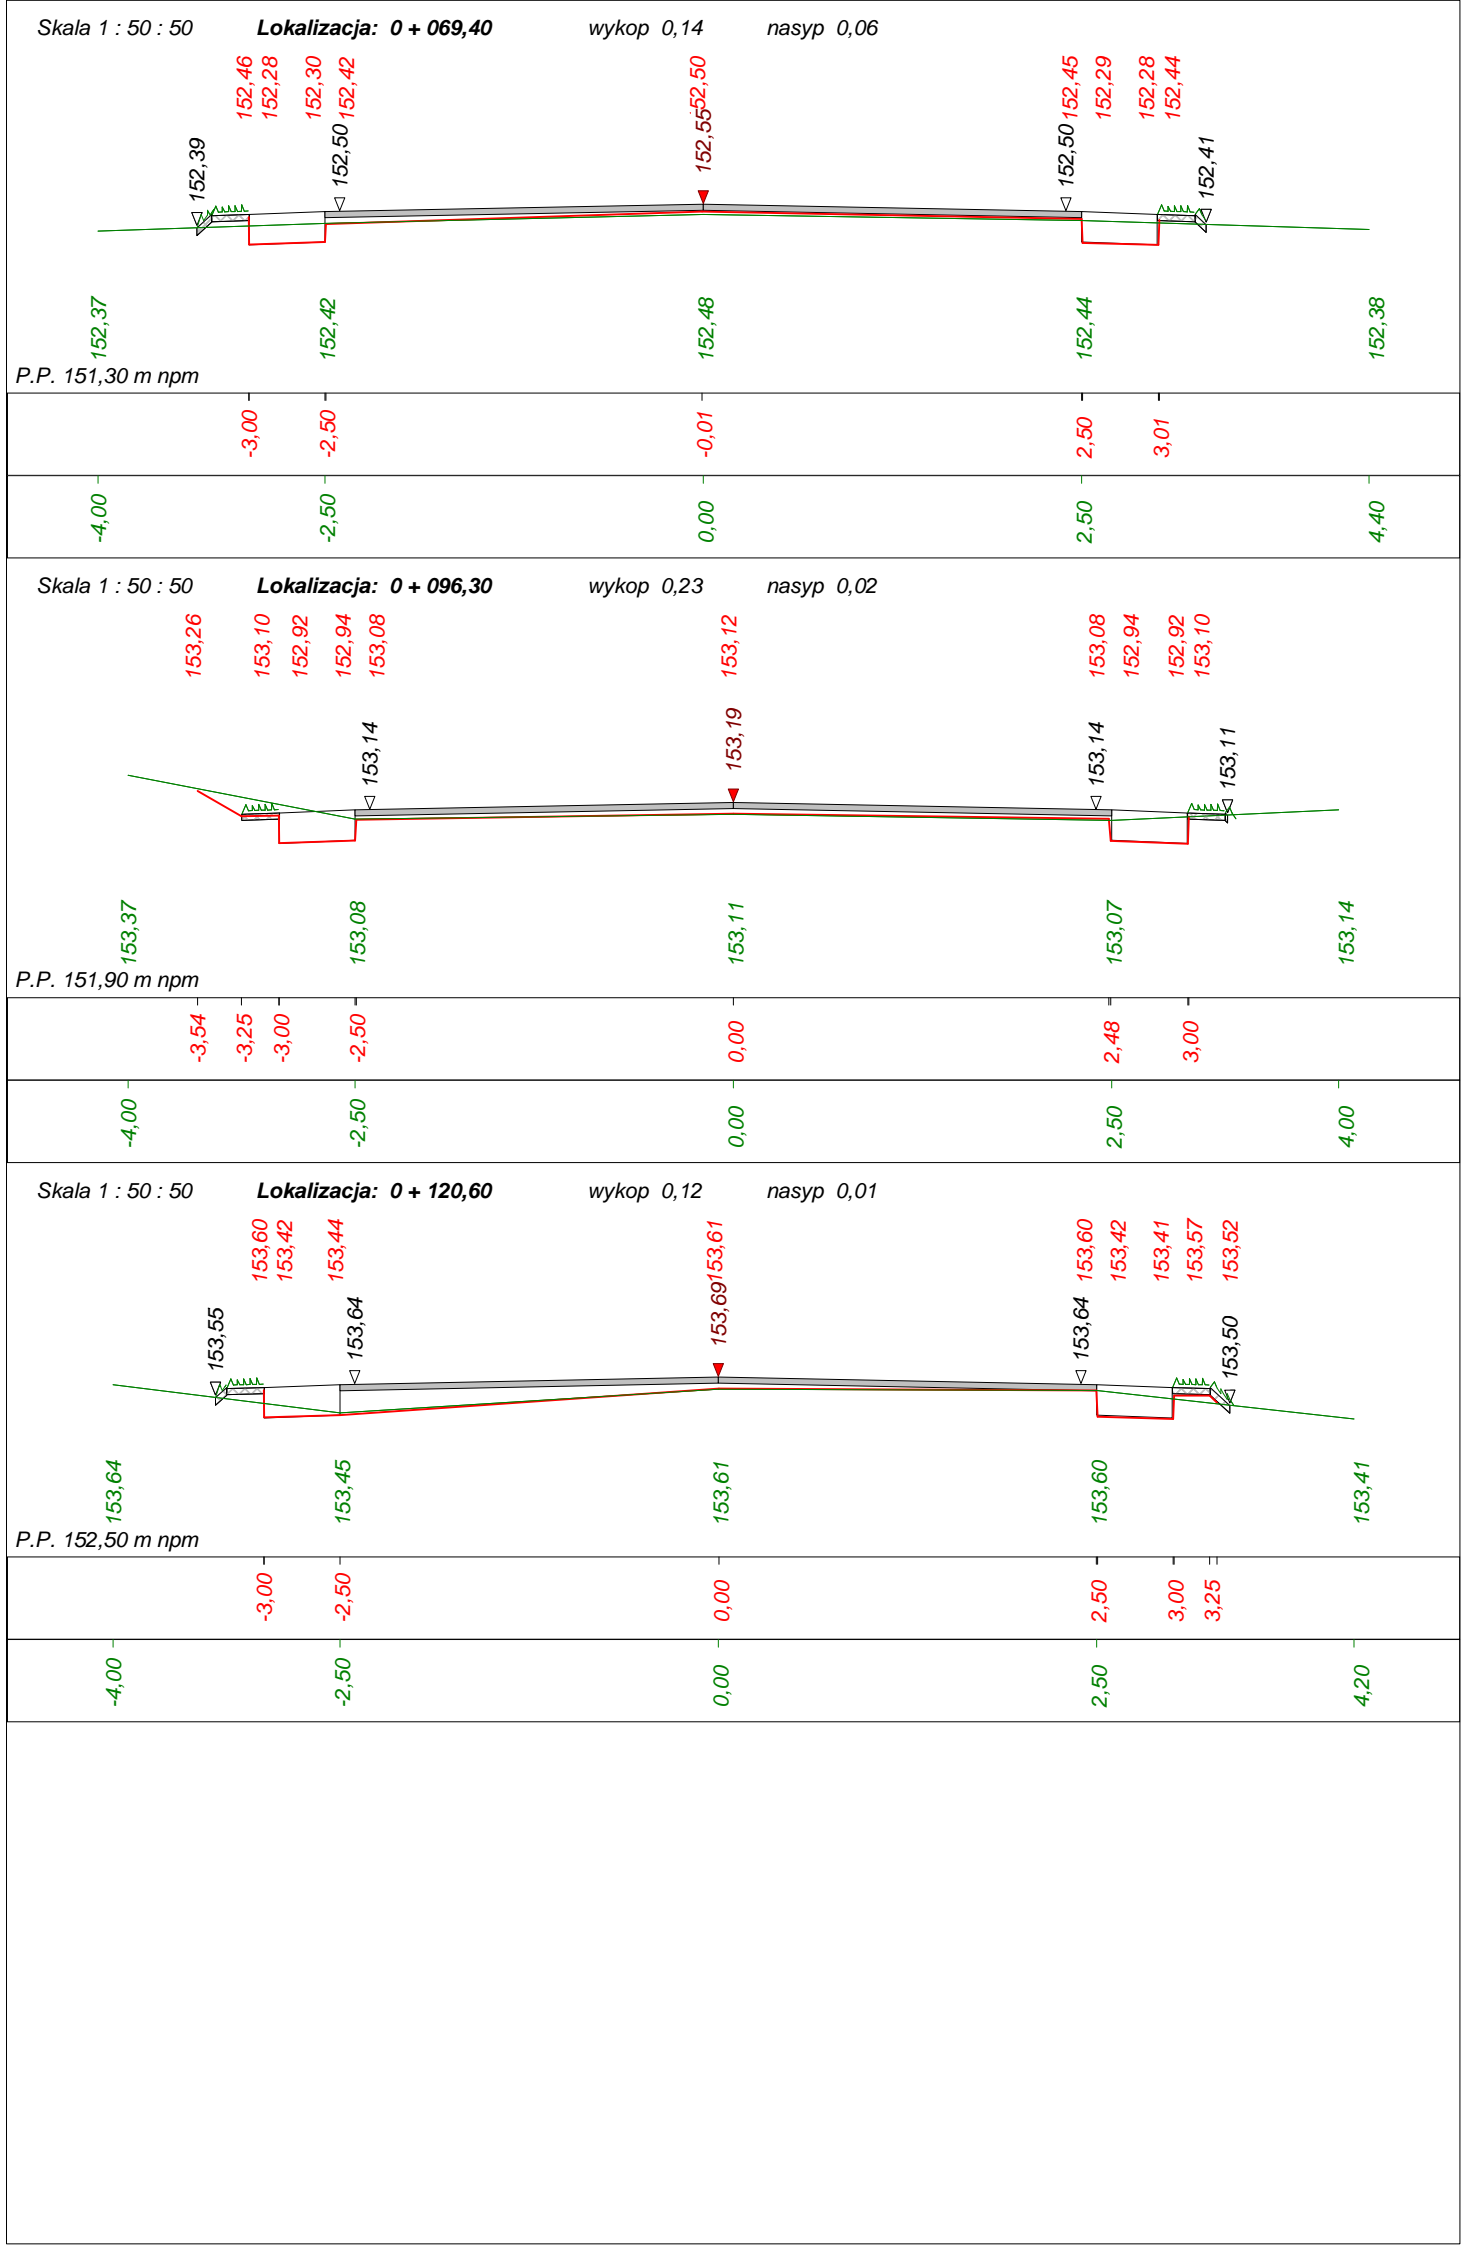 Skala 1 : 50 : 50 Lokalizacja: 0 + 069,40 wykop 0,14 nasyp 0,06
152,46 152,28 152,30 152,42 152,50 152,45 152,29 152,28 152,44
152,39 152,50 152,55 152,50 152,41
152,37 152,42 152,48 152,44 152,38
P.P. 151,30 m npm
-3,00 -2,50 -0,01 2,50 3,01
-4,00 -2,50 0,00 2,50 4,40
Skala 1 : 50 : 50 Lokalizacja: 0 + 096,30 wykop 0,23 nasyp 0,02
153,26 153,10 152,92 152,94 153,08 153,12 153,08 152,94 152,92 153,10
153,14 153,19 153,14 153,11
153,37 153,08 153,11 153,07 153,14
P.P. 151,90 m npm
-3,54 -3,25 -3,00 -2,50 0,00 2,48 3,00
-4,00 -2,50 0,00 2,50 4,00
Skala 1 : 50 : 50 Lokalizacja: 0 + 120,60 wykop 0,12 nasyp 0,01
153,60 153,42 153,44 153,61 153,60 153,42 153,41 153,57 153,52
153,55 153,64 153,69 153,64 153,50
153,64 153,45 153,61 153,60 153,41
P.P. 152,50 m npm
-3,00 -2,50 0,00 2,50 3,00 3,25
-4,00 -2,50 0,00 2,50 4,20